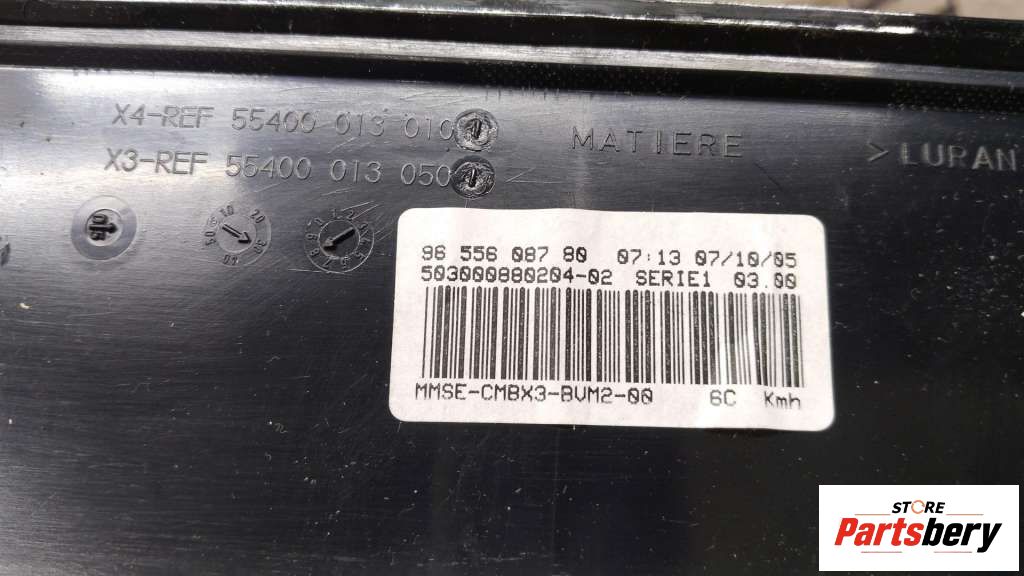 X4-REF 55400 013 010
X3-REF 55400 013 050
MATIERE > LURAN
96 556 087 80 07:13 07/10/05
503000880204-02 SERIE1 03.00
MMSE-CMBX3-BVM2-00 6C Kmh
STORE
Partsbery